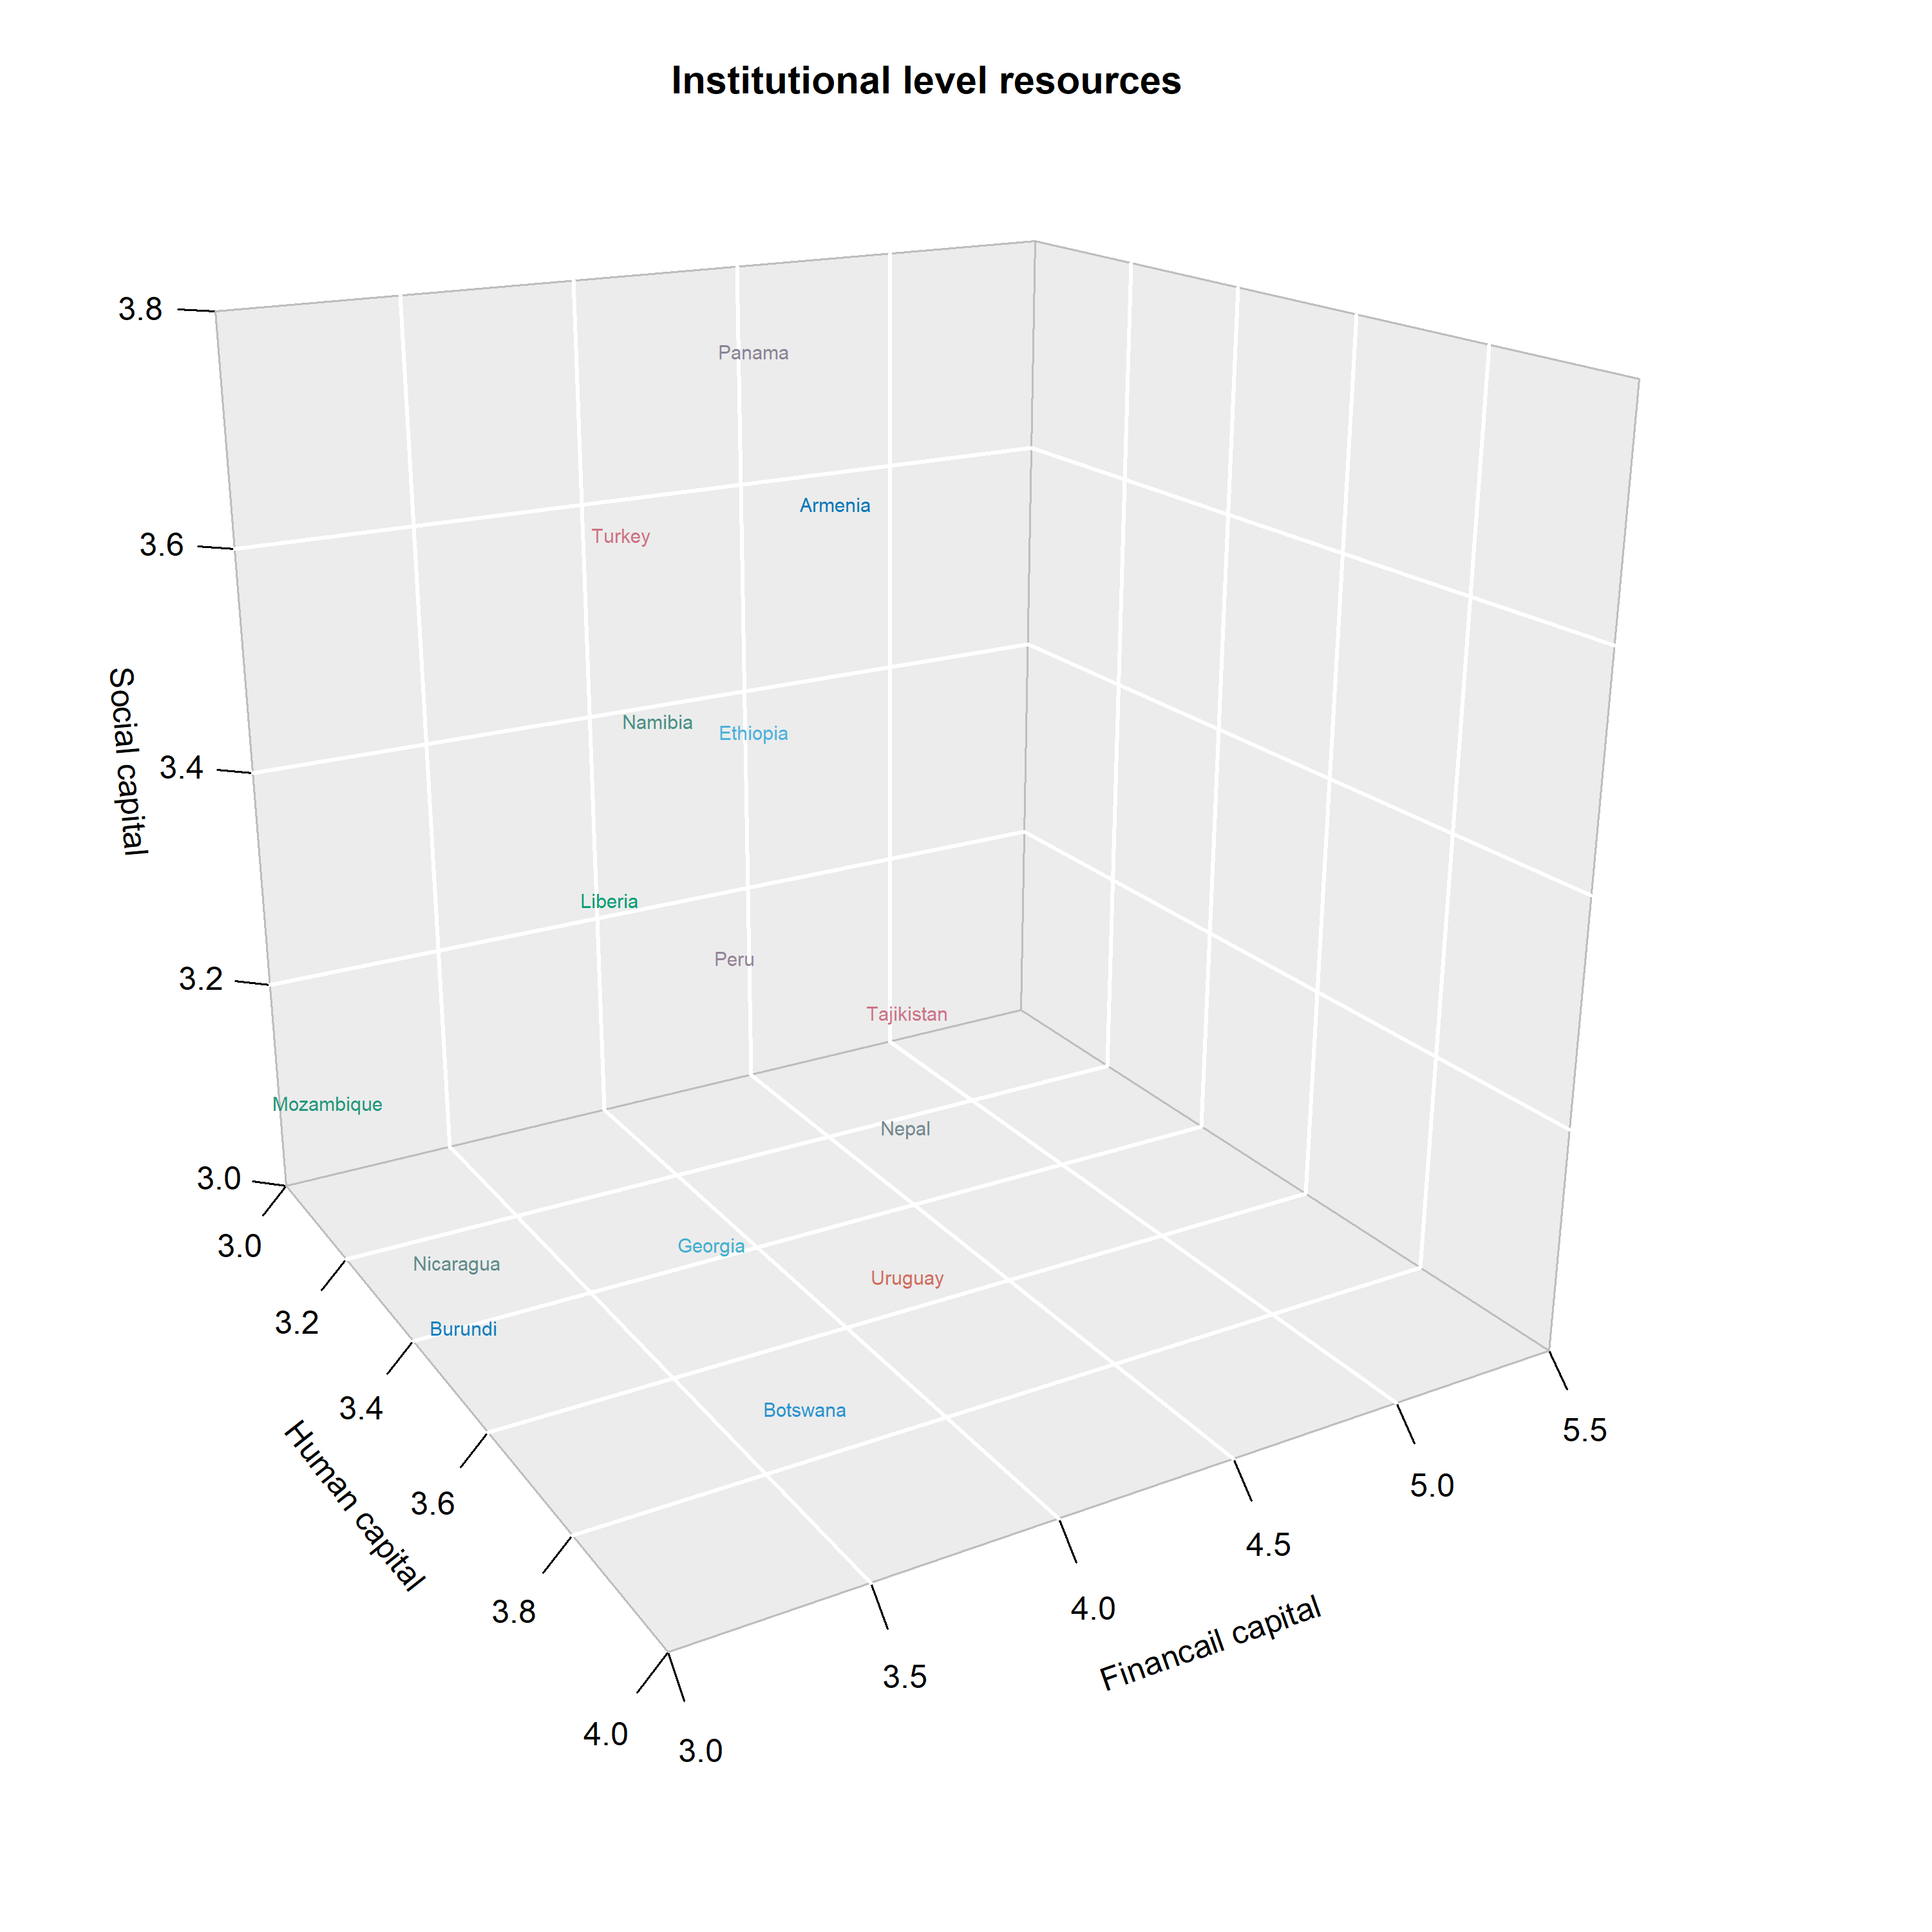 Institutional level resources
3.8
Panama
Armenia
Turkey
3.6
Social capital
Namibia
Ethiopia
3.4
Liberia
Peru
3.2
Tajikistan
Mozambique
Nepal
3.0
3.0
Georgia
Nicaragua
Uruguay
3.2
Burundi
3.4
Botswana
Human capital
5.5
3.6
5.0
4.5
3.8
4.0
Financail capital
3.5
4.0
3.0